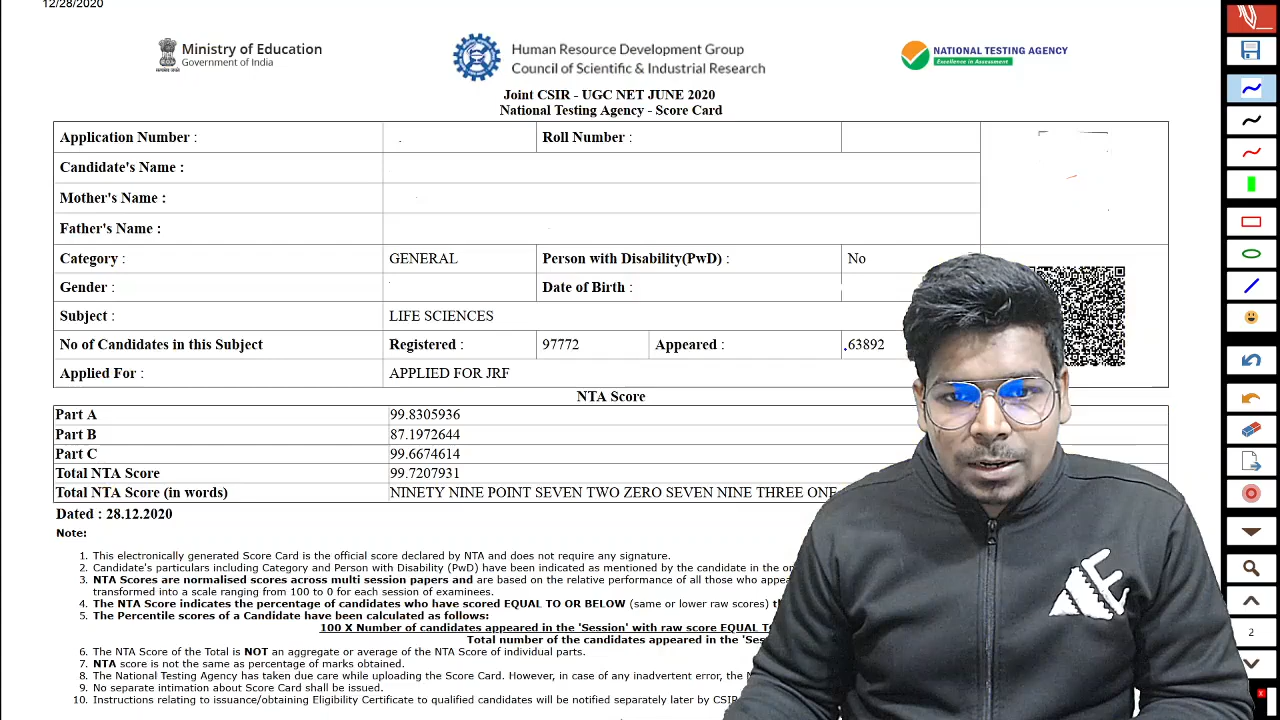 12/28/2020
Ministry of Education
Government of India
Human Resource Development Group
Council of Scientific & Industrial Research
NATIONAL TESTING AGENCY
Excellence in Assessment
Joint CSIR - UGC NET JUNE 2020
National Testing Agency - Score Card
Application Number : Roll Number :
Candidate's Name :
Mother's Name :
Father's Name :
Category : GENERAL Person with Disability(PwD) : No
Gender : Date of Birth :
Subject : LIFE SCIENCES
No of Candidates in this Subject Registered : 97772 Appeared : 63892
Applied For : APPLIED FOR JRF
NTA Score
Part A 99.8305936
Part B 87.1972644
Part C 99.6674614
Total NTA Score 99.7207931
Total NTA Score (in words) NINETY NINE POINT SEVEN TWO ZERO SEVEN NINE THREE ONE
Dated : 28.12.2020
Note:
1. This electronically generated Score Card is the official score declared by NTA and does not require any signature.
2. Candidate's particulars including Category and Person with Disability (PwD) have been indicated as mentioned by the candidate in the
3. NTA Scores are normalised scores across multi session papers and are based on the relative performance of all those who
transformed into a scale ranging from 100 to 0 for each session of examinees.
4. The NTA Score indicates the percentage of candidates who have scored EQUAL TO OR BELOW (same or lower raw scores)
5. The Percentile scores of a Candidate have been calculated as follows:
100 X Number of candidates appeared in the 'Session' with raw score EQUAL
Total number of the candidates appeared in the
6. The NTA Score of the Total is NOT an aggregate or average of the NTA Score of individual parts.
7. NTA score is not the same as percentage of marks obtained.
8. The National Testing Agency has taken due care while uploading the Score Card. However, in case of any inadvertent error, the
9. No separate intimation about Score Card shall be issued.
10. Instructions relating to issuance/obtaining Eligibility Certificate to qualified candidates will be notified separately later by
2